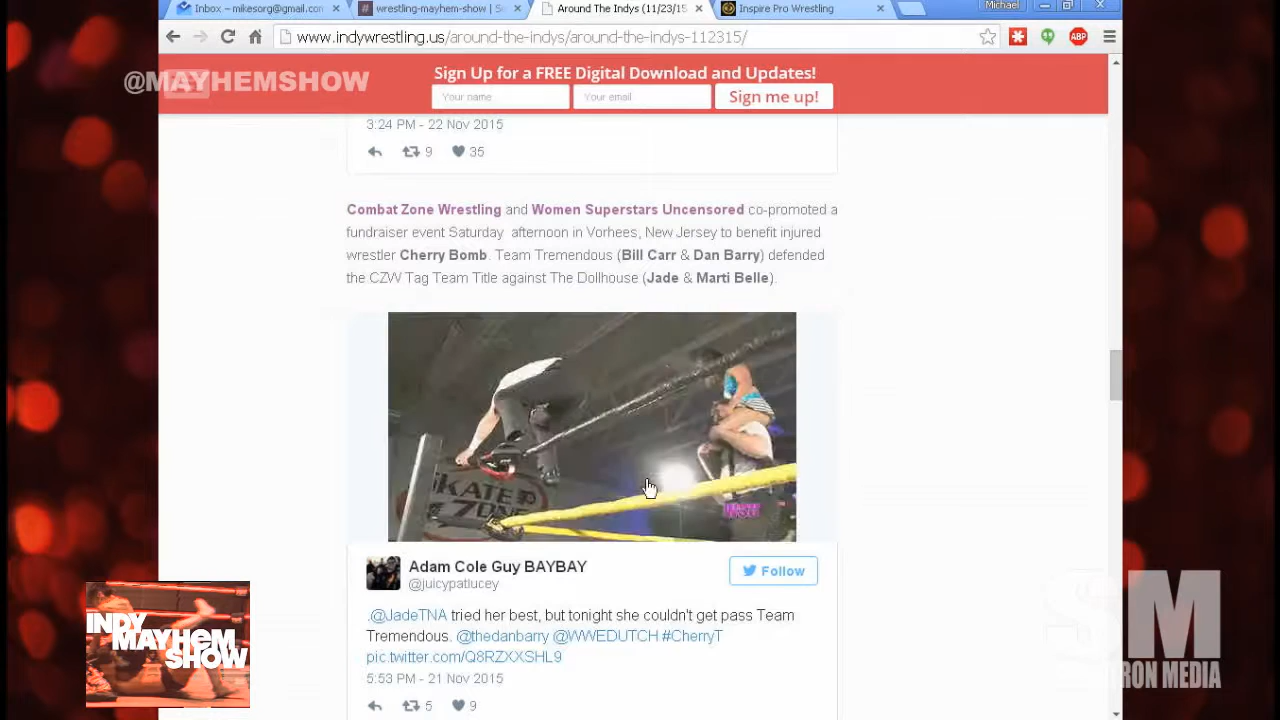 Inbox – mikesorg@gmail.con
wrestling-mayhem-show | S
Around The Indys (11/23/15
Inspire Pro Wrestling
Michael
www.indywrestling.us/around-the-indys/around-the-indys-112315/
ABP
@MAYHEMSHOW
Sign Up for a FREE Digital Download and Updates!
Your name
Your email
Sign me up!
3:24 PM - 22 Nov 2015
9
35
Combat Zone Wrestling and Women Superstars Uncensored co-promoted a
fundraiser event Saturday afternoon in Vorhees, New Jersey to benefit injured
wrestler Cherry Bomb. Team Tremendous (Bill Carr & Dan Barry) defended
the CZW Tag Team Title against The Dollhouse (Jade & Marti Belle).
KATE
ZONE
Adam Cole Guy BAYBAY
@juicypatlucey
Follow
.@JadeTNA tried her best, but tonight she couldn't get pass Team
Tremendous. @thedanbarry @WWEDUTCH #CherryT
pic.twitter.com/Q8RZXXSHL9
5:53 PM - 21 Nov 2015
5
9
INDY
MAYHEM
SHOW
SM
TRON MEDIA